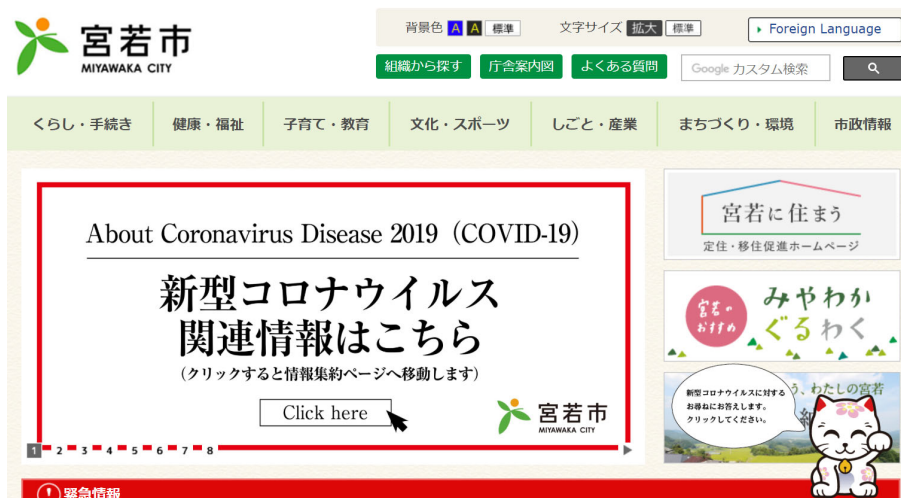 宮若市
MIYAWAKA CITY
背景色 A A 標準 文字サイズ 拡大 標準 Foreign Language
組織から探す 庁舎案内図 よくある質問 Google カスタム検索
くらし・手続き 健康・福祉 子育て・教育 文化・スポーツ しごと・産業 まちづくり・環境 市政情報
About Coronavirus Disease 2019（COVID-19）
新型コロナウイルス
関連情報はこちら
（クリックすると情報集約ページへ移動します）
Click here
宮若市
MIYAWAKA CITY
1 2 3 4 5 6 7 8
宮若に住まう
定住・移住促進ホームページ
宮若の
おすすめ
みやわか
ぐるわく
う、わたしの宮若
新型コロナウイルスに対する
お尋ねにお答えします。
クリックしてください。
緊急情報